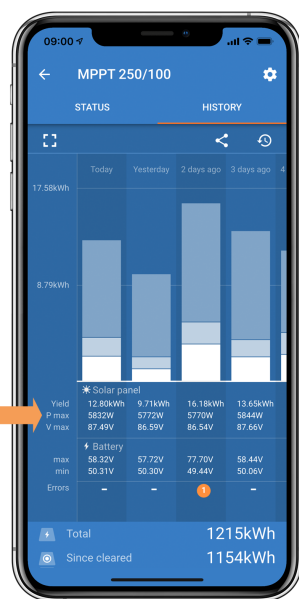 09:00
MPPT 250/100
STATUS HISTORY
Today Yesterday 2 days ago 3 days ago 4
17.58kWh
8.79kWh
Solar panel
Yield 12.80kWh 9.71kWh 16.18kWh 13.65kWh
P max 5832W 5772W 5770W 5844W
V max 87.49V 86.59V 86.54V 87.66V
Battery
max 58.32V 57.72V 77.70V 58.44V
min 50.31V 50.30V 49.44V 50.06V
Errors – – 1 –
Total 1215kWh
Since cleared 1154kWh